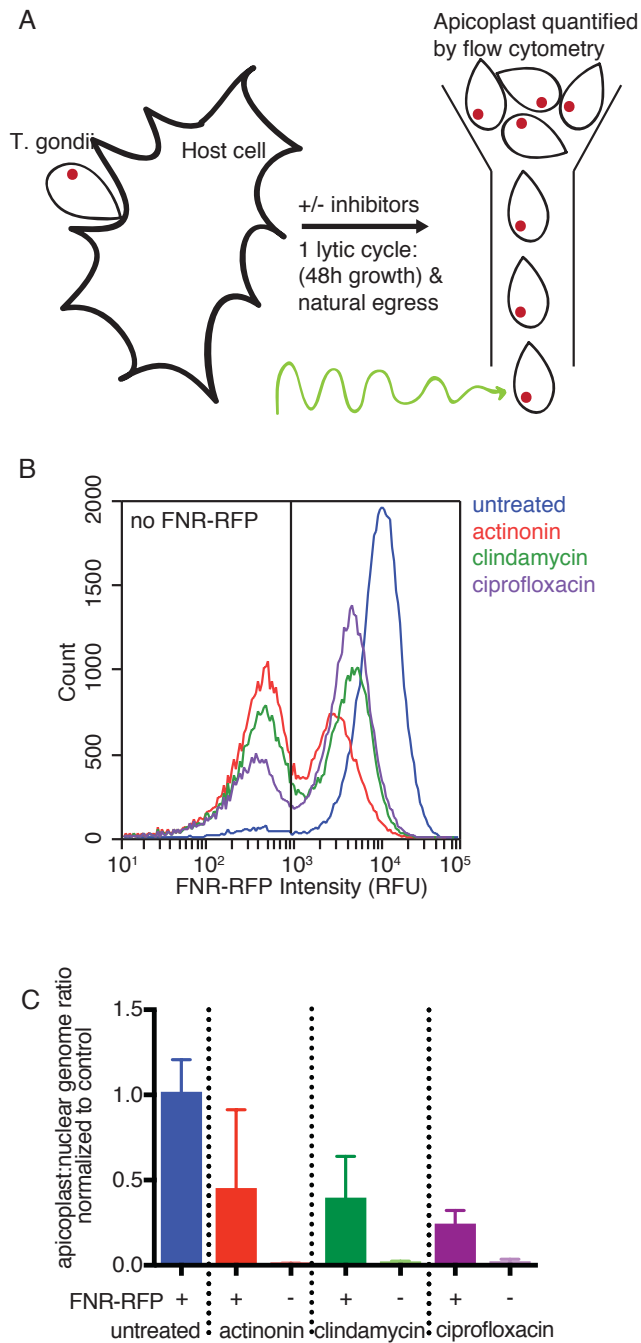 A
Apicoplast quantified
by flow cytometry
T. gondii
Host cell
+/- inhibitors
1 lytic cycle:
(48h growth) &
natural egress
B
no FNR-RFP
untreated
actinonin
clindamycin
ciprofloxacin
Count
2000
1500
1000
500
0
10¹ 10² 10³ 10⁴ 10⁵
FNR-RFP Intensity (RFU)
C
apicoplast:nuclear genome ratio
normalized to control
1.5
1.0
0.5
0.0
FNR-RFP + + - + - + -
untreated actinonin clindamycin ciprofloxacin